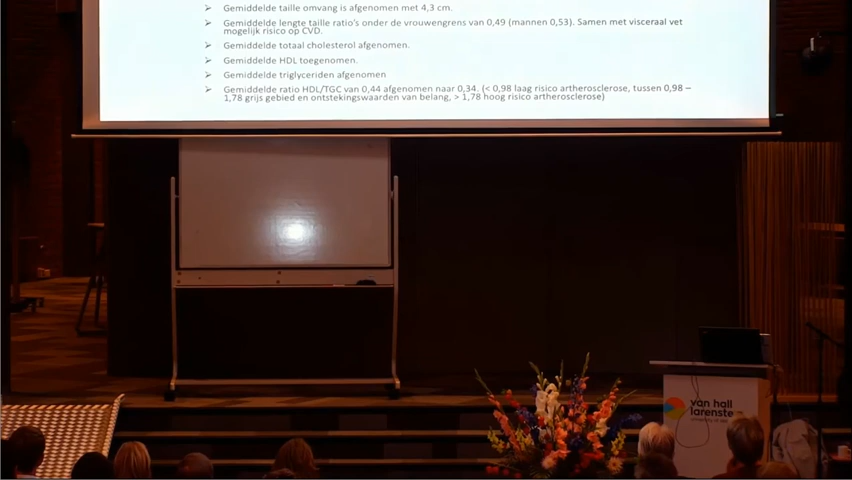 ➢ Gemiddelde taille omvang is afgenomen met 4,3 cm.
➢ Gemiddelde lengte taille ratio's onder de vrouwengrens van 0,49 (mannen 0,53). Samen met visceraal vet
mogelijk risico op CVD.
➢ Gemiddelde totaal cholesterol afgenomen.
➢ Gemiddelde HDL toegenomen.
➢ Gemiddelde triglyceriden afgenomen
➢ Gemiddelde ratio HDL/TGC van 0,44 afgenomen naar 0,34. (< 0,98 laag risico artherosclerose, tussen 0,98 –
1,78 grijs gebied en ontstekingswaarden van belang, > 1,78 hoog risico artherosclerose)
van hall
larenstein
university of